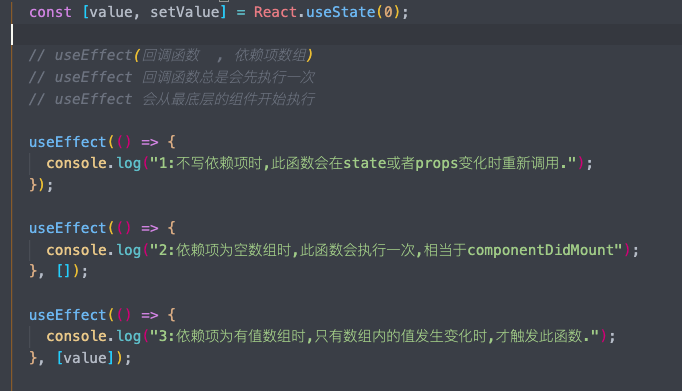 const [value, setValue] = React.useState(0);
// useEffect(回调函数 , 依赖项数组)
// useEffect 回调函数总是会先执行一次
// useEffect 会从最底层的组件开始执行
useEffect(() => {
console.log("1:不写依赖项时,此函数会在state或者props变化时重新调用.");
});
useEffect(() => {
console.log("2:依赖项为空数组时,此函数会执行一次,相当于componentDidMount");
}, []);
useEffect(() => {
console.log("3:依赖项为有值数组时,只有数组内的值发生变化时,才触发此函数.");
}, [value]);